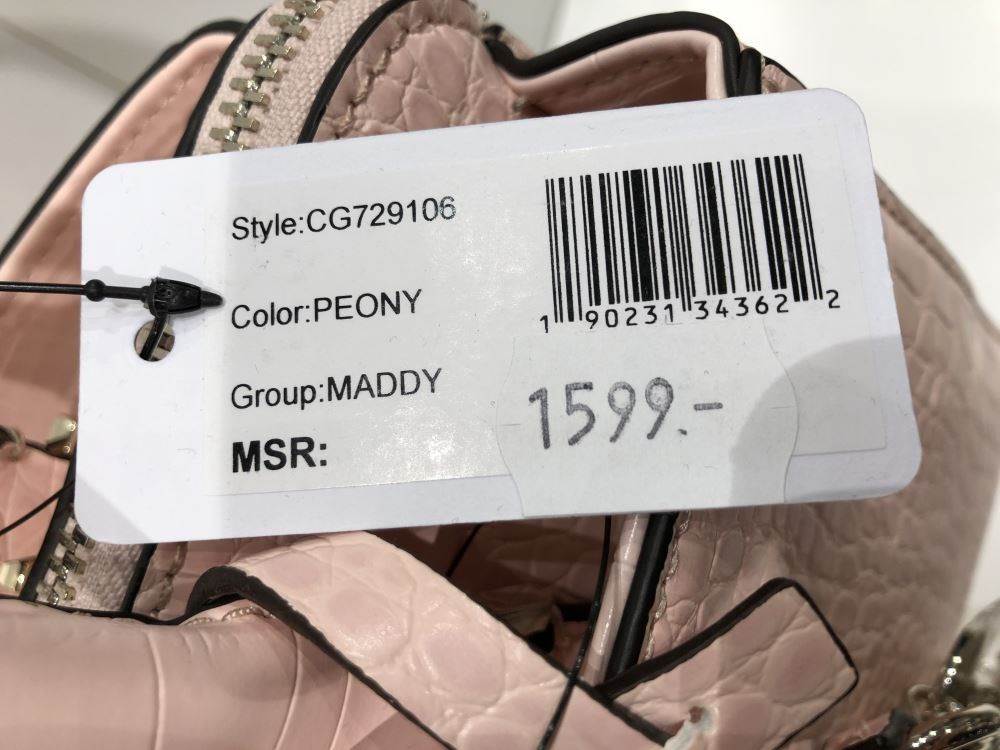 Style:CG729106
Color:PEONY
Group:MADDY
MSR:
1 90231 34362 2
1599.-